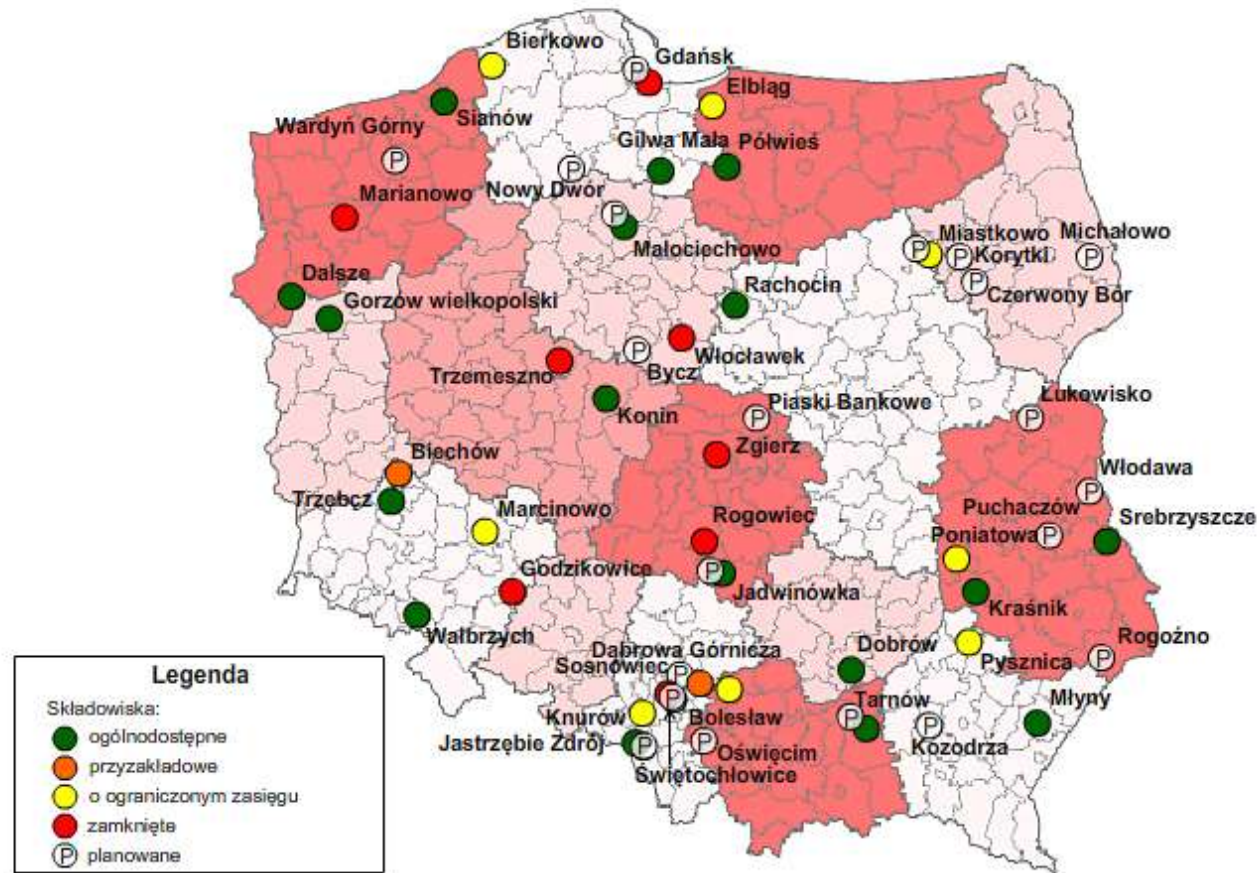 Bierkowo
Gdańsk
Elbląg
Sianów
Wardyń Górny
Gilwa Mała
Półwieś
Marianowo
Nowy Dwór
Małociechowo
Miastkowo
Michałowo
Korytki
Czerwony Bór
Dalsze
Gorzów wielkopolski
Rachocin
Włocławek
Trzemeszno
Bycz
Konin
Piaski Bankowe
Łukowisko
Zgierz
Biechów
Włodawa
Trzebcz
Marcinowo
Rogowiec
Puchaczów
Srebrzyszcze
Poniatowa
Godzikowice
Jadwinówka
Kraśnik
Wałbrzych
Dobrów
Rogoźno
Dąbrowa Górnicza
Sosnowiec
Pysznica
Tarnów
Młyny
Knurów
Bolesław
Jastrzębie Zdrój
Oświęcim
Kozodrza
Świętochłowice
Legenda
Składowiska:
ogólnodostępne
przyzakładowe
o ograniczonym zasięgu
zamknięte
P planowane